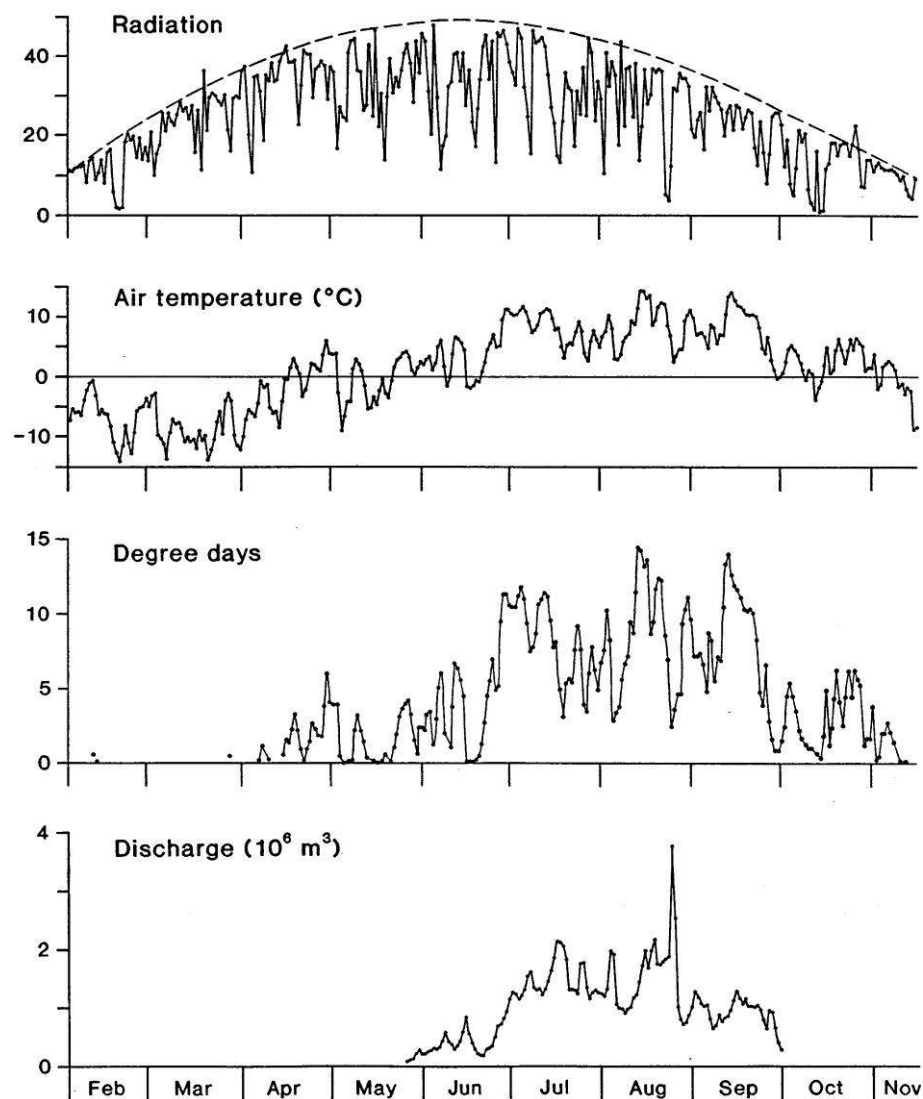 Radiation
40
20
0
Air temperature (°C)
10
0
-10
15
Degree days
10
5
0
4
Discharge (10⁶ m³)
2
0
Feb Mar Apr May Jun Jul Aug Sep Oct Nov